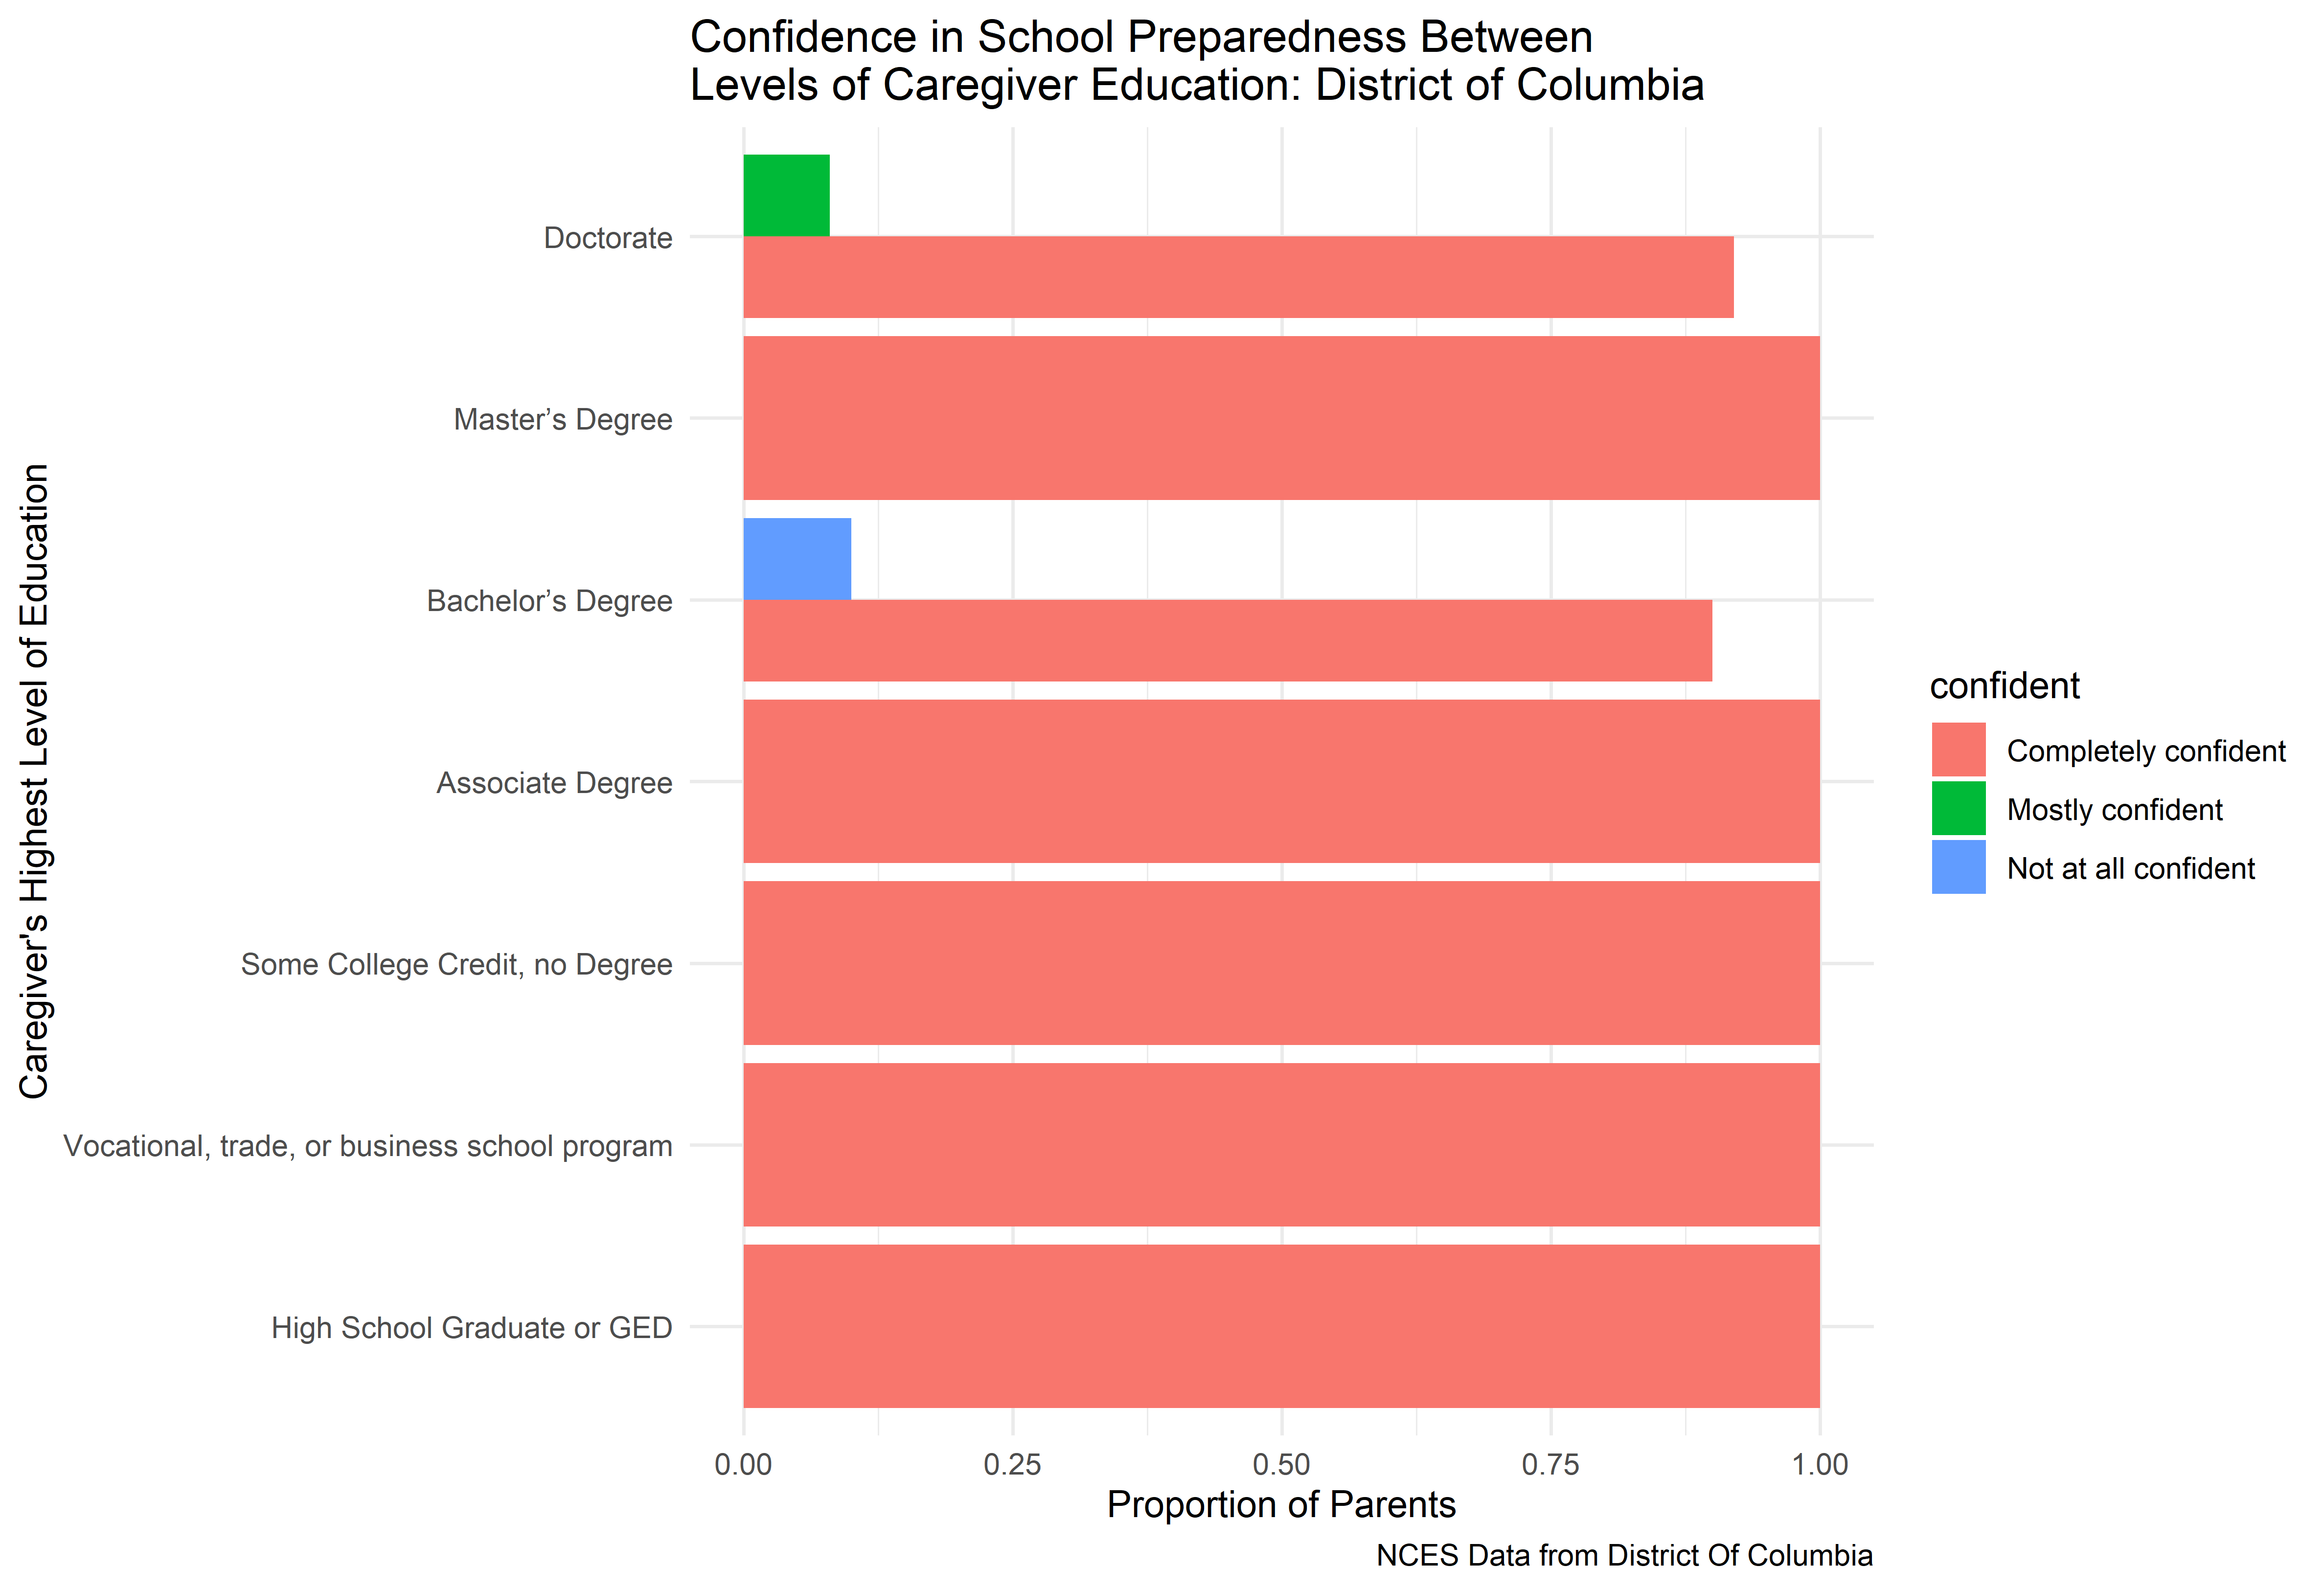 Confidence in School Preparedness Between
Levels of Caregiver Education: District of Columbia
Caregiver's Highest Level of Education
Doctorate
Master’s Degree
Bachelor’s Degree
Associate Degree
Some College Credit, no Degree
Vocational, trade, or business school program
High School Graduate or GED
0.00
0.25
0.50
0.75
1.00
Proportion of Parents
confident
Completely confident
Mostly confident
Not at all confident
NCES Data from District Of Columbia